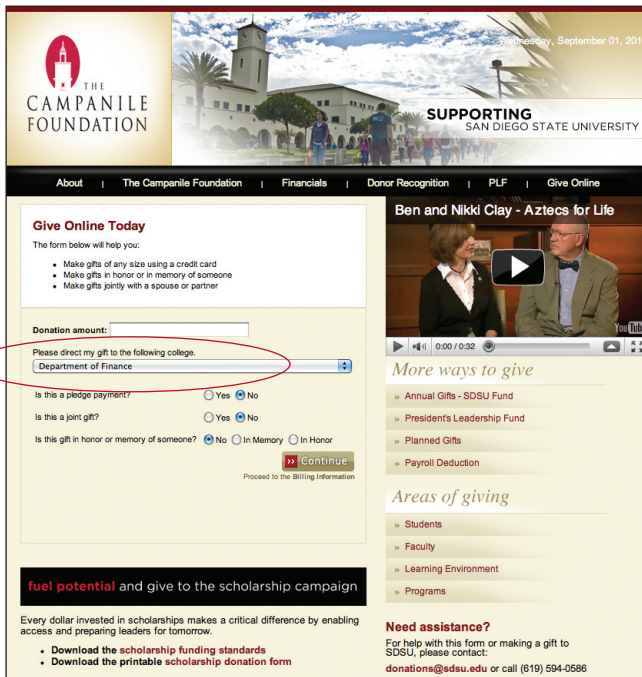 THE
CAMPANILE
FOUNDATION
Wednesday, September 01, 201
SUPPORTING
SAN DIEGO STATE UNIVERSITY
About | The Campanile Foundation | Financials | Donor Recognition | PLF | Give Online
Give Online Today
The form below will help you:
• Make gifts of any size using a credit card
• Make gifts in honor or in memory of someone
• Make gifts jointly with a spouse or partner
Donation amount:
Please direct my gift to the following college.
Department of Finance
Is this a pledge payment? Yes No
Is this a joint gift? Yes No
Is this gift in honor or memory of someone? No In Memory In Honor
» Continue
Proceed to the Billing Information
fuel potential and give to the scholarship campaign
Every dollar invested in scholarships makes a critical difference by enabling
access and preparing leaders for tomorrow.
• Download the scholarship funding standards
• Download the printable scholarship donation form
Ben and Nikki Clay - Aztecs for Life
YouTube
0:00 / 0:32
More ways to give
» Annual Gifts - SDSU Fund
» President's Leadership Fund
» Planned Gifts
» Payroll Deduction
Areas of giving
» Students
» Faculty
» Learning Environment
» Programs
Need assistance?
For help with this form or making a gift to
SDSU, please contact:
donations@sdsu.edu or call (619) 594-0586